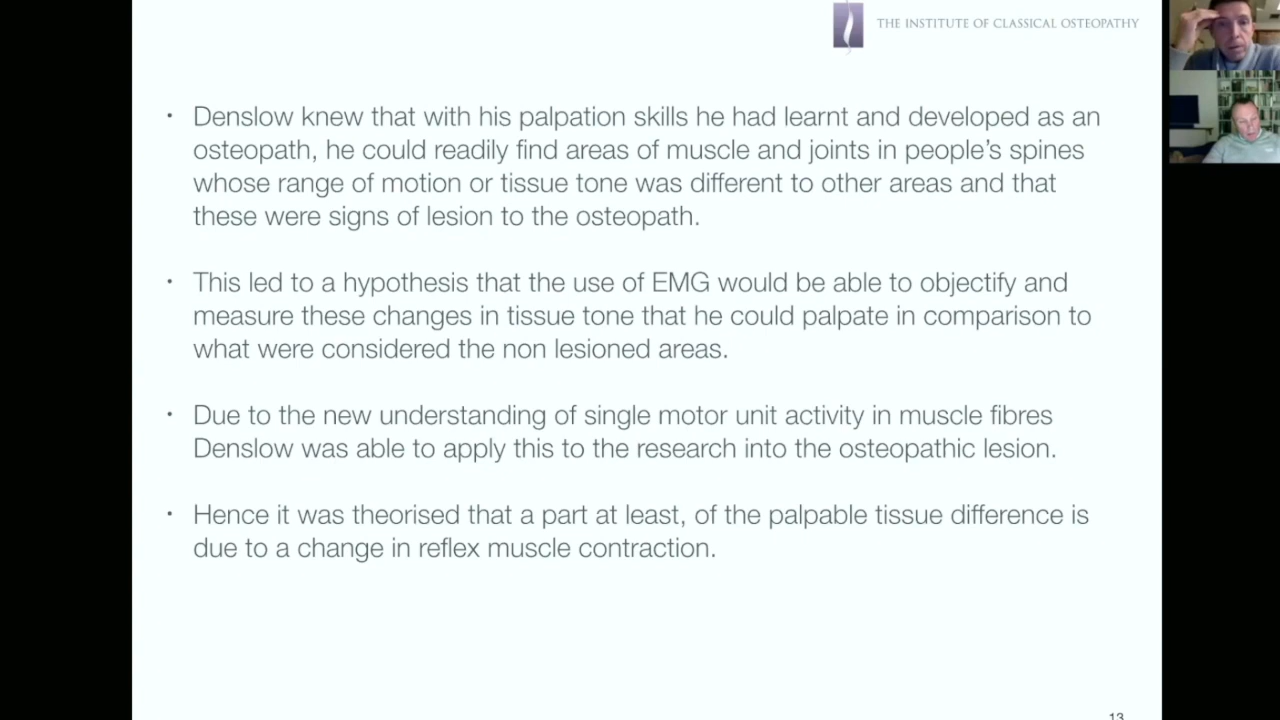 THE INSTITUTE OF CLASSICAL OSTEOPATHY
• Denslow knew that with his palpation skills he had learnt and developed as an
osteopath, he could readily find areas of muscle and joints in people’s spines
whose range of motion or tissue tone was different to other areas and that
these were signs of lesion to the osteopath.
• This led to a hypothesis that the use of EMG would be able to objectify and
measure these changes in tissue tone that he could palpate in comparison to
what were considered the non lesioned areas.
• Due to the new understanding of single motor unit activity in muscle fibres
Denslow was able to apply this to the research into the osteopathic lesion.
• Hence it was theorised that a part at least, of the palpable tissue difference is
due to a change in reflex muscle contraction.
13